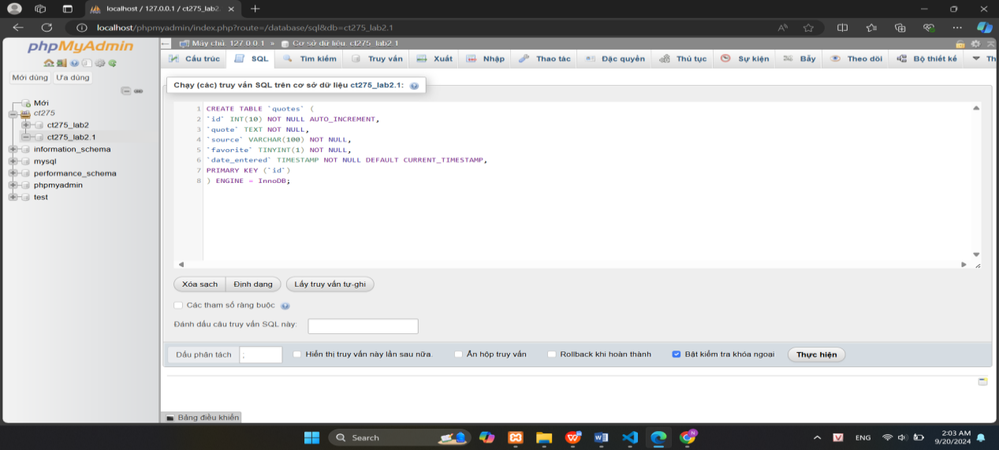 localhost / 127.0.0.1 / ct275_lab2
localhost/phpmyadmin/index.php?route=/database/sql&db=ct275_lab2.1
phpMyAdmin
Mới dùng Ưa dùng
Mới
ct275
ct275_lab2
ct275_lab2.1
information_schema
mysql
performance_schema
phpmyadmin
test
Máy chủ: 127.0.0.1 » Cơ sở dữ liệu: ct275_lab2.1
Cấu trúc SQL Tìm kiếm Truy vấn Xuất Nhập Thao tác Đặc quyền Thủ tục Sự kiện Bẫy Theo dõi Bộ thiết kế Th
Chạy (các) truy vấn SQL trên cơ sở dữ liệu ct275_lab2.1:
1 CREATE TABLE `quotes` (
2 `id` INT(10) NOT NULL AUTO_INCREMENT,
3 `quote` TEXT NOT NULL,
4 `source` VARCHAR(100) NOT NULL,
5 `favorite` TINYINT(1) NOT NULL,
6 `date_entered` TIMESTAMP NOT NULL DEFAULT CURRENT_TIMESTAMP,
7 PRIMARY KEY (`id`)
8 ) ENGINE = InnoDB;
Xóa sạch Định dạng Lấy truy vấn tự-ghi
Các tham số ràng buộc
Đánh dấu câu truy vấn SQL này:
Dấu phân tách ; Hiển thị truy vấn này lần sau nữa. Ẩn hộp truy vấn Rollback khi hoàn thành Bật kiểm tra khóa ngoại Thực hiện
Bảng điều khiển
Search
ENG
2:03 AM
9/20/2024